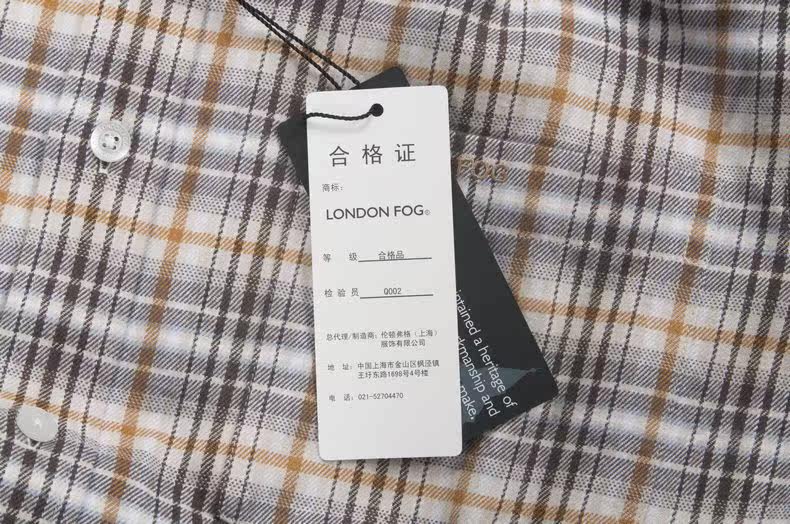 合格证
商标：
LONDON FOG®
等 级 合格品
检 验 员 Q002
总代理/制造商：伦顿弗格（上海）
服饰有限公司
地 址：中国上海市金山区枫泾镇
王圩东路1698号4号楼
电 话：021-52704470
FOG
ntained a heritage of
rkmanship and
make,